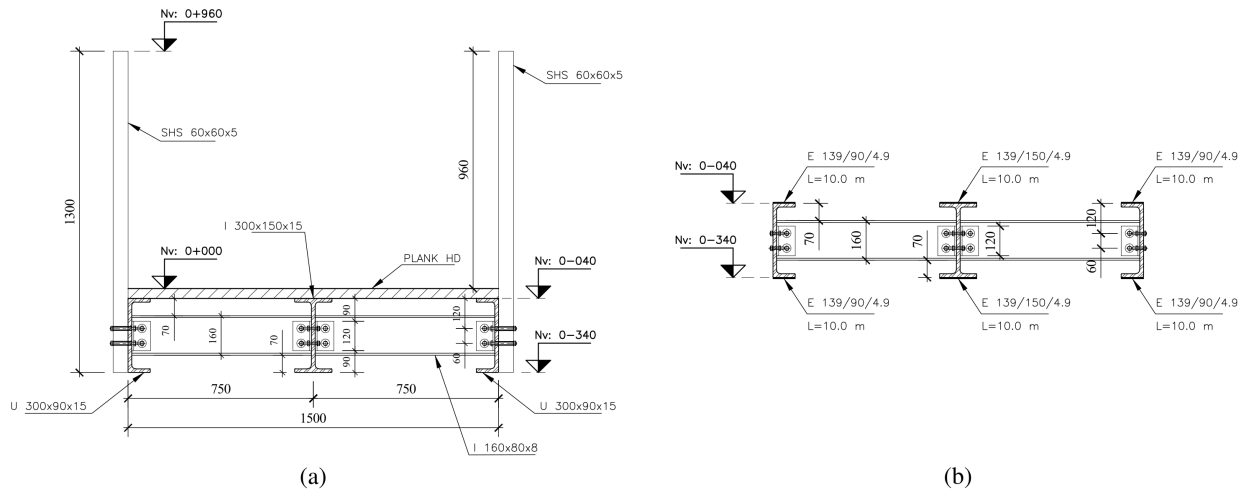 Nv: 0+960
SHS 60x60x5
SHS 60x60x5
1300
960
I 300x150x15
Nv: 0+000
PLANK HD
Nv: 0-040
70
160
70
90
120
90
120
60
Nv: 0-340
750
750
U 300x90x15
U 300x90x15
1500
I 160x80x8
(a)
E 139/90/4.9
L=10.0 m
E 139/150/4.9
L=10.0 m
E 139/90/4.9
L=10.0 m
Nv: 0-040
70
160
70
120
120
60
Nv: 0-340
E 139/90/4.9
L=10.0 m
E 139/150/4.9
L=10.0 m
E 139/90/4.9
L=10.0 m
(b)